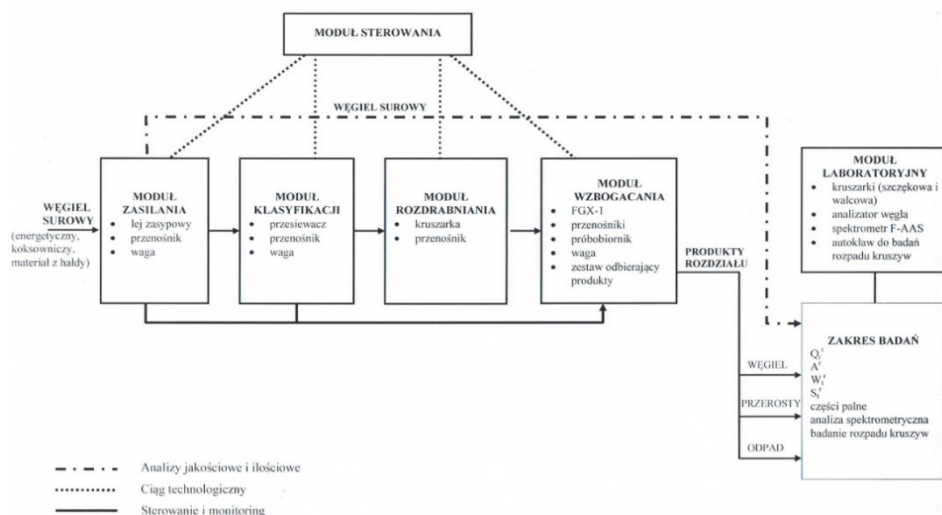 MODUŁ STEROWANIA
WĘGIEL SUROWY
WĘGIEL
SUROWY
(energetyczny,
koksowniczy,
materiał z hałdy)
MODUŁ
ZASILANIA
• lej zasypowy
• przenośnik
• waga
MODUŁ
KLASYFIKACJI
• przesiewacz
• przenośnik
• waga
MODUŁ
ROZDRABNIANIA
• kruszarka
• przenośnik
MODUŁ
WZBOGACANIA
• FGX-1
• przenośniki
• próbobiornik
• waga
• zestaw odbierający
produkty
PRODUKTY
ROZDZIAŁU
MODUŁ
LABORATORYJNY
• kruszarki (szczękowa i
walcowa)
• analizator węgla
• spektrometr F-AAS
• autoklaw do badań
rozpadu kruszyw
WĘGIEL
PRZEROSTY
ODPAD
ZAKRES BADAŃ
części palne
analiza spektrometryczna
badanie rozpadu kruszyw
Analizy jakościowe i ilościowe
Ciąg technologiczny
Sterowanie i monitoring